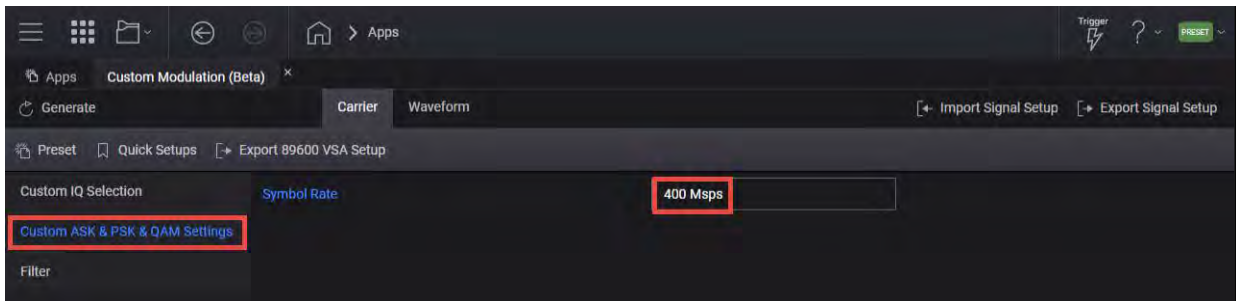 > Apps Trigger ? PRESET
Apps Custom Modulation (Beta) ×
Generate Carrier Waveform Import Signal Setup Export Signal Setup
Preset Quick Setups Export 89600 VSA Setup
Custom IQ Selection Symbol Rate 400 Msps
Custom ASK & PSK & QAM Settings
Filter